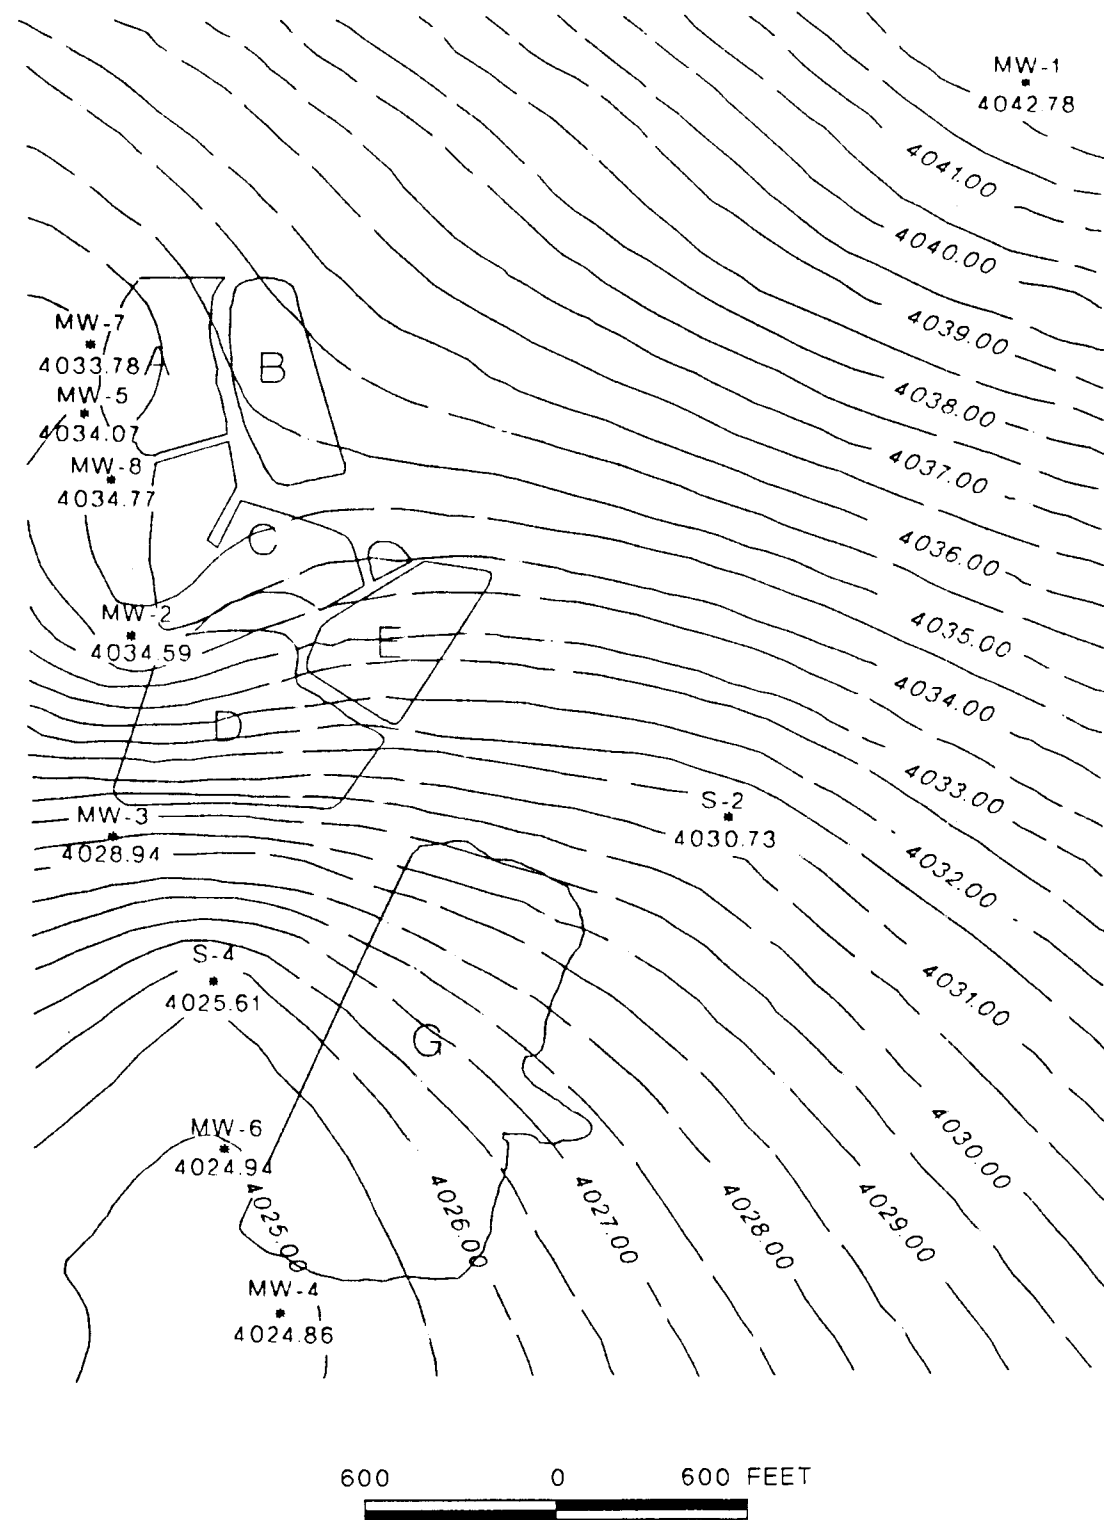 MW-1
4042.78
4041.00
4040.00
4039.00
4038.00
4037.00
4036.00
4035.00
4034.00
4033.00
4032.00
4031.00
4030.00
4029.00
4028.00
4027.00
4026.00
4025.00
MW-7
4033.78
A
B
MW-5
4034.07
MW-8
4034.77
C
MW-2
4034.59
E
D
MW-3
4028.94
S-2
4030.73
S-4
4025.61
G
MW-6
4024.94
MW-4
4024.86
600 0 600 FEET